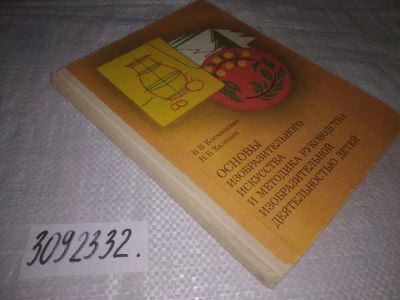 В. В. Косминская
Н. Б. Халезова
ОСНОВЫ
ИЗОБРАЗИТЕЛЬНОГО
ИСКУССТВА
И МЕТОДИКА РУКОВОДСТВА
ИЗОБРАЗИТЕЛЬНОЙ
ДЕЯТЕЛЬНОСТЬЮ ДЕТЕЙ
3092332.